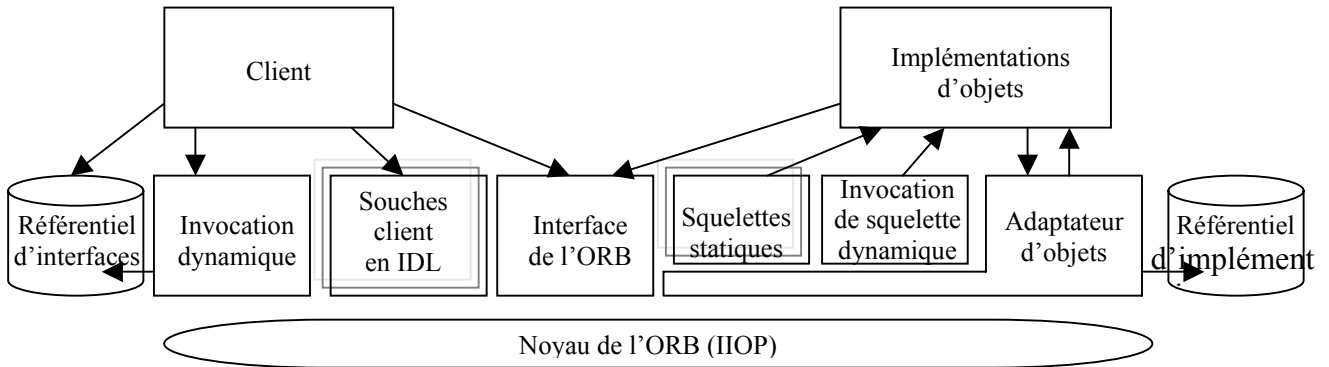 Client
Implémentations
d'objets
Référentiel
d'interfaces
Invocation
dynamique
Souches
client
en IDL
Interface
de l'ORB
Squelettes
statiques
Invocation
de squelette
dynamique
Adaptateur
d'objets
Référentiel
d'implément
.
Noyau de l'ORB (IIOP)